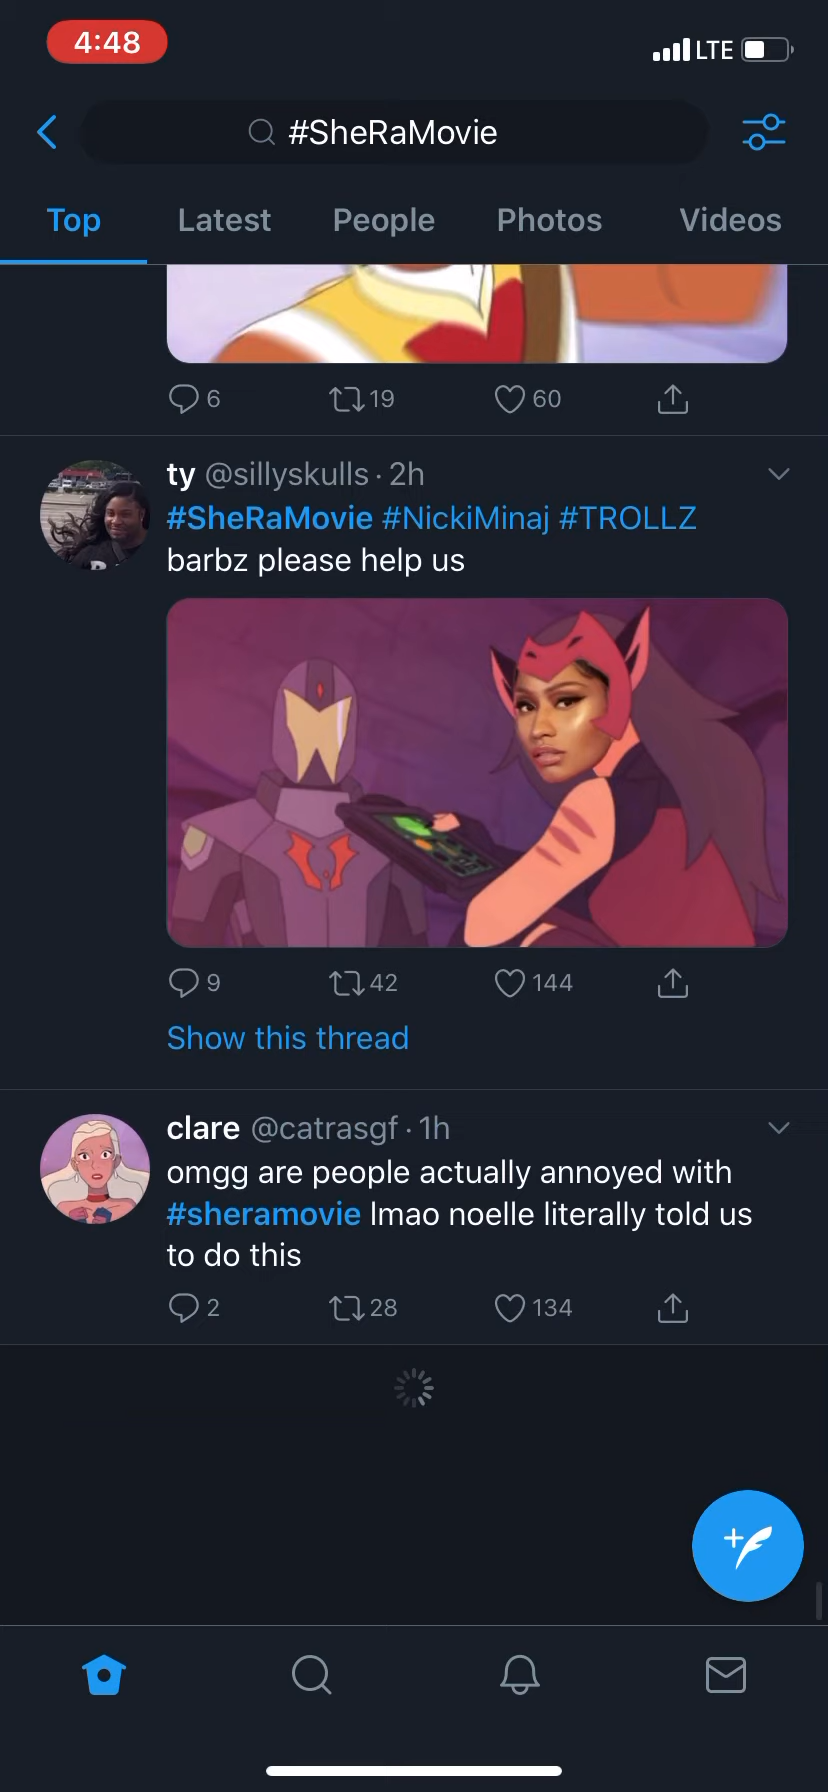 4:48
LTE
#SheRaMovie
Top Latest People Photos Videos
6 19 60
ty @sillyskulls · 2h
#SheRaMovie #NickiMinaj #TROLLZ
barbz please help us
9 42 144
Show this thread
clare @catrasgf · 1h
omgg are people actually annoyed with
#sheramovie lmao noelle literally told us
to do this
2 28 134